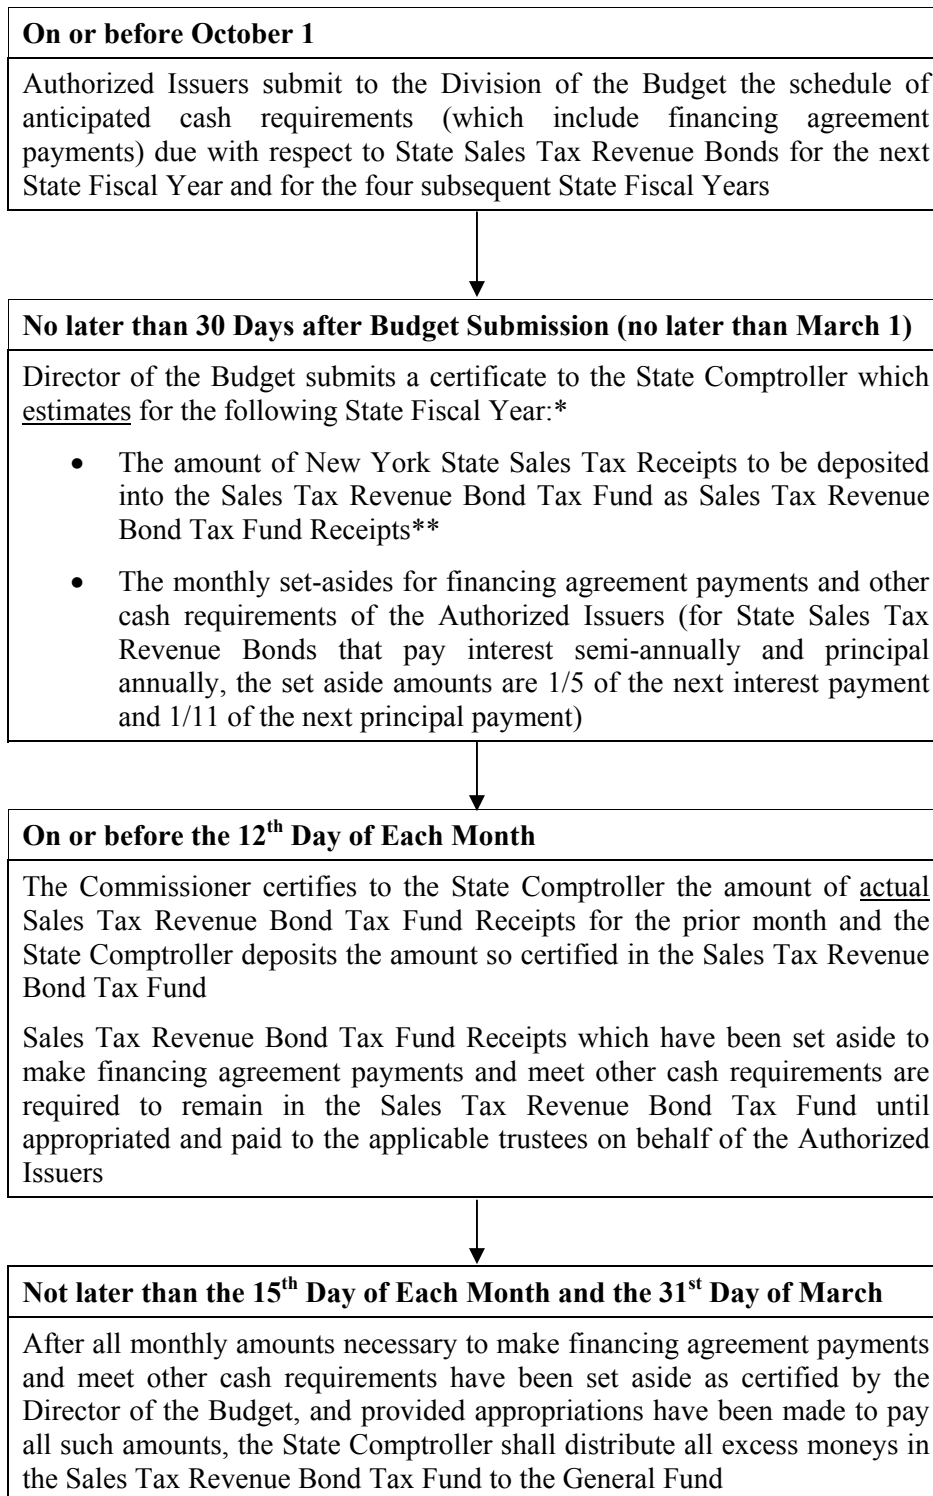 On or before October 1
Authorized Issuers submit to the Division of the Budget the schedule of
anticipated cash requirements (which include financing agreement
payments) due with respect to State Sales Tax Revenue Bonds for the next
State Fiscal Year and for the four subsequent State Fiscal Years
No later than 30 Days after Budget Submission (no later than March 1)
Director of the Budget submits a certificate to the State Comptroller which
estimates for the following State Fiscal Year:*
• The amount of New York State Sales Tax Receipts to be deposited
into the Sales Tax Revenue Bond Tax Fund as Sales Tax Revenue
Bond Tax Fund Receipts**
• The monthly set-asides for financing agreement payments and other
cash requirements of the Authorized Issuers (for State Sales Tax
Revenue Bonds that pay interest semi-annually and principal
annually, the set aside amounts are 1/5 of the next interest payment
and 1/11 of the next principal payment)
On or before the 12th Day of Each Month
The Commissioner certifies to the State Comptroller the amount of actual
Sales Tax Revenue Bond Tax Fund Receipts for the prior month and the
State Comptroller deposits the amount so certified in the Sales Tax Revenue
Bond Tax Fund
Sales Tax Revenue Bond Tax Fund Receipts which have been set aside to
make financing agreement payments and meet other cash requirements are
required to remain in the Sales Tax Revenue Bond Tax Fund until
appropriated and paid to the applicable trustees on behalf of the Authorized
Issuers
Not later than the 15th Day of Each Month and the 31st Day of March
After all monthly amounts necessary to make financing agreement payments
and meet other cash requirements have been set aside as certified by the
Director of the Budget, and provided appropriations have been made to pay
all such amounts, the State Comptroller shall distribute all excess moneys in
the Sales Tax Revenue Bond Tax Fund to the General Fund